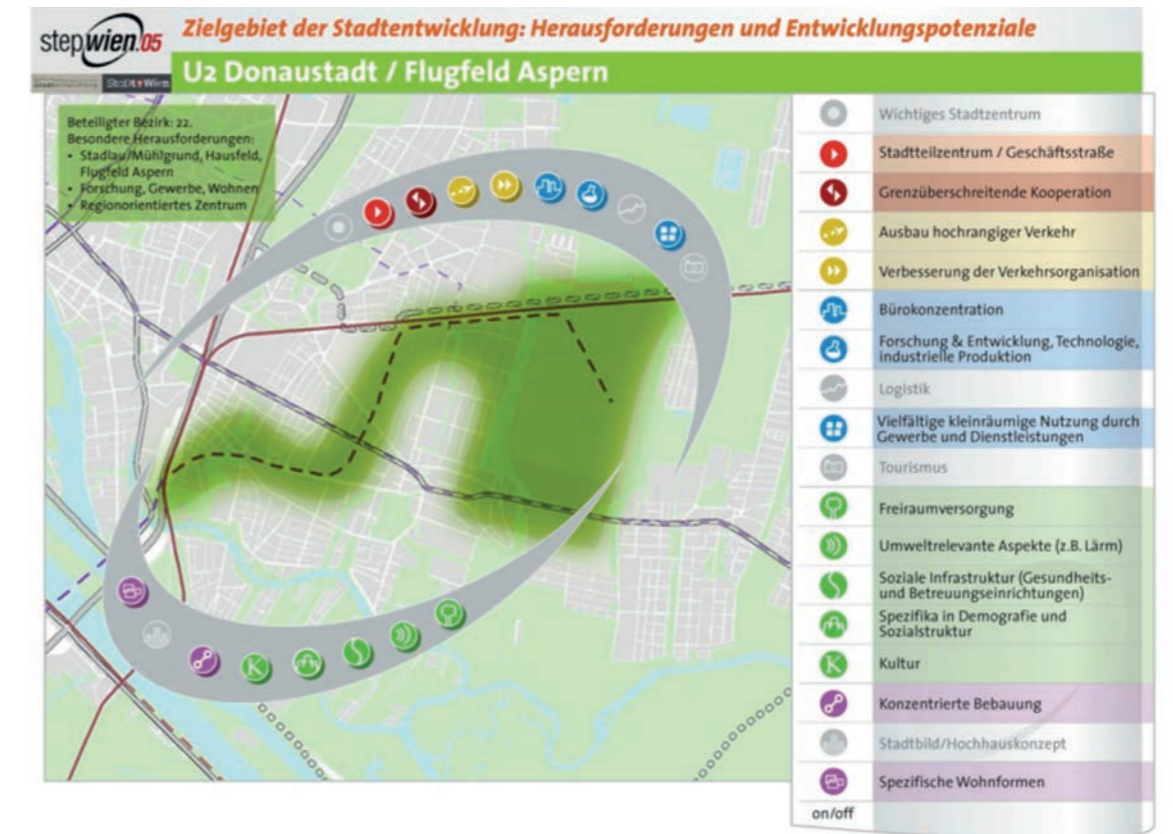 stepwien.05
Zielgebiet der Stadtentwicklung: Herausforderungen und Entwicklungspotenziale
StaDt Wien
U2 Donaustadt / Flugfeld Aspern
Beteiligter Bezirk: 22.
Besondere Herausforderungen:
• Stadlau/Mühlgrund, Hausfeld,
Flugfeld Aspern
• Forschung, Gewerbe, Wohnen
• Regionorientiertes Zentrum
K
Wichtiges Stadtzentrum
Stadtteilzentrum / Geschäftsstraße
Grenzüberschreitende Kooperation
Ausbau hochrangiger Verkehr
Verbesserung der Verkehrsorganisation
Bürokonzentration
Forschung & Entwicklung, Technologie,
industrielle Produktion
Logistik
Vielfältige kleinräumige Nutzung durch
Gewerbe und Dienstleistungen
Tourismus
Freiraumversorgung
Umweltrelevante Aspekte (z.B. Lärm)
Soziale Infrastruktur (Gesundheits-
und Betreuungseinrichtungen)
Spezifika in Demografie und
Sozialstruktur
K Kultur
Konzentrierte Bebauung
Stadtbild/Hochhauskonzept
Spezifische Wohnformen
on/off